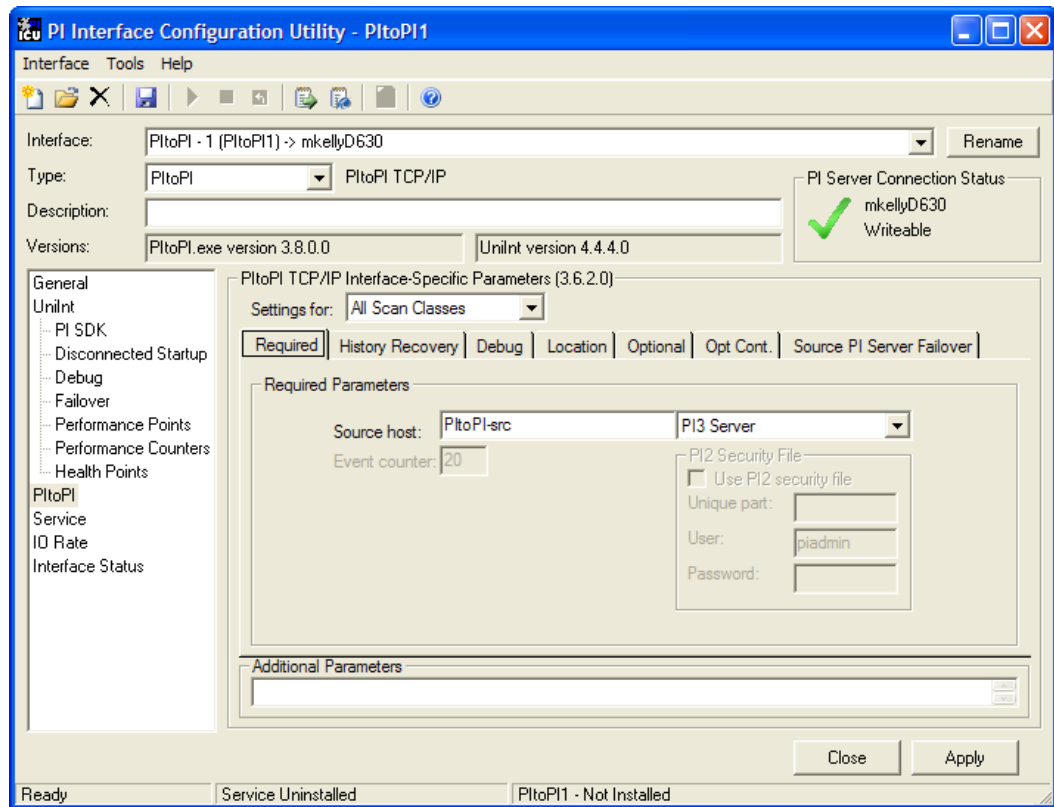 PI Interface Configuration Utility - PItoPI1
Interface Tools Help
Interface: PItoPI - 1 (PItoPI1) -> mkellyD630 Rename
Type: PItoPI PItoPI TCP/IP
PI Server Connection Status
mkellyD630
Writeable
Description:
Versions: PItoPI.exe version 3.8.0.0 UniInt version 4.4.4.0
General
UniInt
PI SDK
Disconnected Startup
Debug
Failover
Performance Points
Performance Counters
Health Points
PItoPI
Service
IO Rate
Interface Status
PItoPI TCP/IP Interface-Specific Parameters (3.6.2.0)
Settings for: All Scan Classes
Required History Recovery Debug Location Optional Opt Cont. Source PI Server Failover
Required Parameters
Source host: PItoPI-src PI3 Server
Event counter: 20
PI2 Security File
Use PI2 security file
Unique part:
User: piadmin
Password:
Additional Parameters
Close Apply
Ready Service Uninstalled PItoPI1 - Not Installed